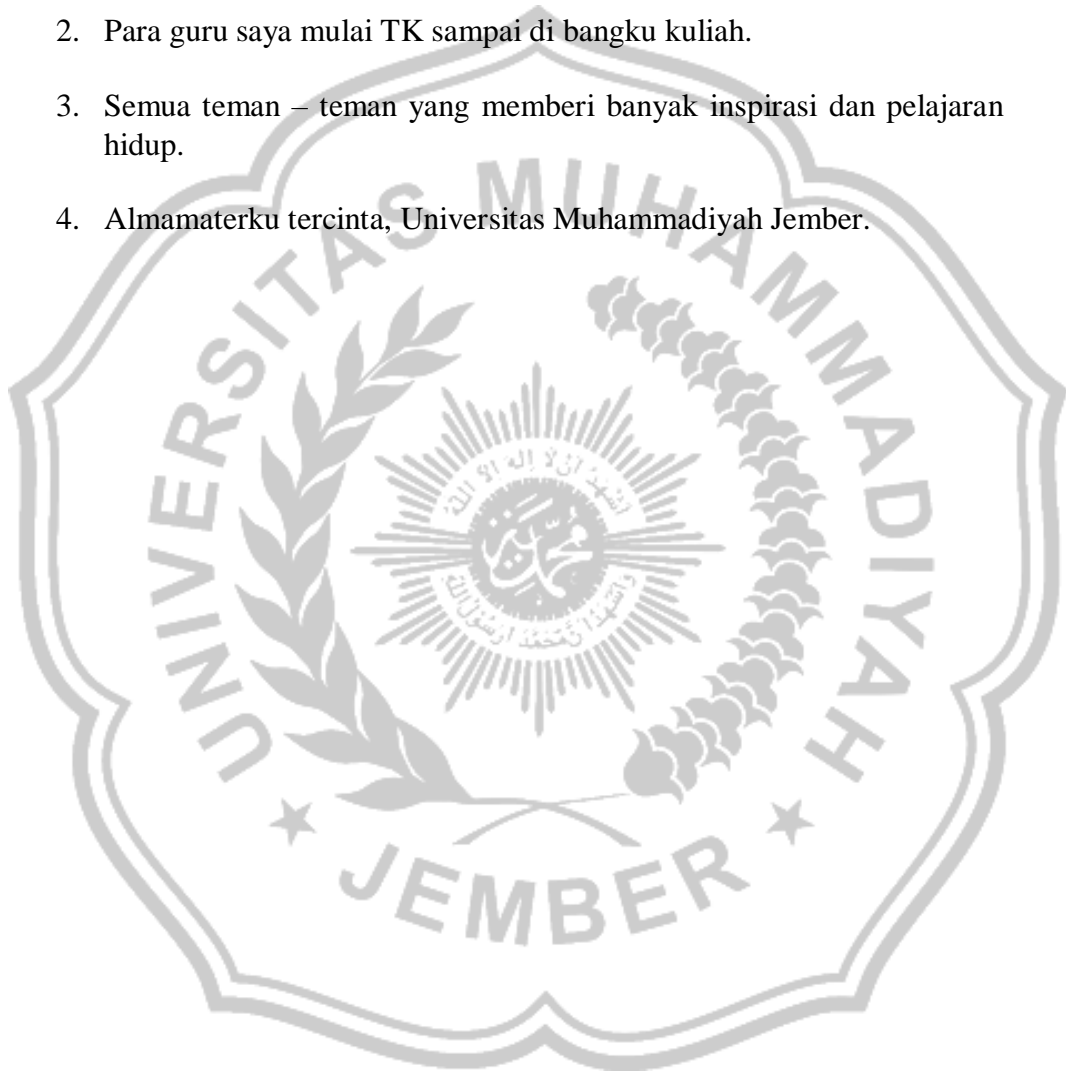 2. Para guru saya mulai TK sampai di bangku kuliah.
3. Semua teman – teman yang memberi banyak inspirasi dan pelajaran
hidup.
4. Almamaterku tercinta, Universitas Muhammadiyah Jember.
UNIVERSITAS MUHAMMADIYAH
JEMBER